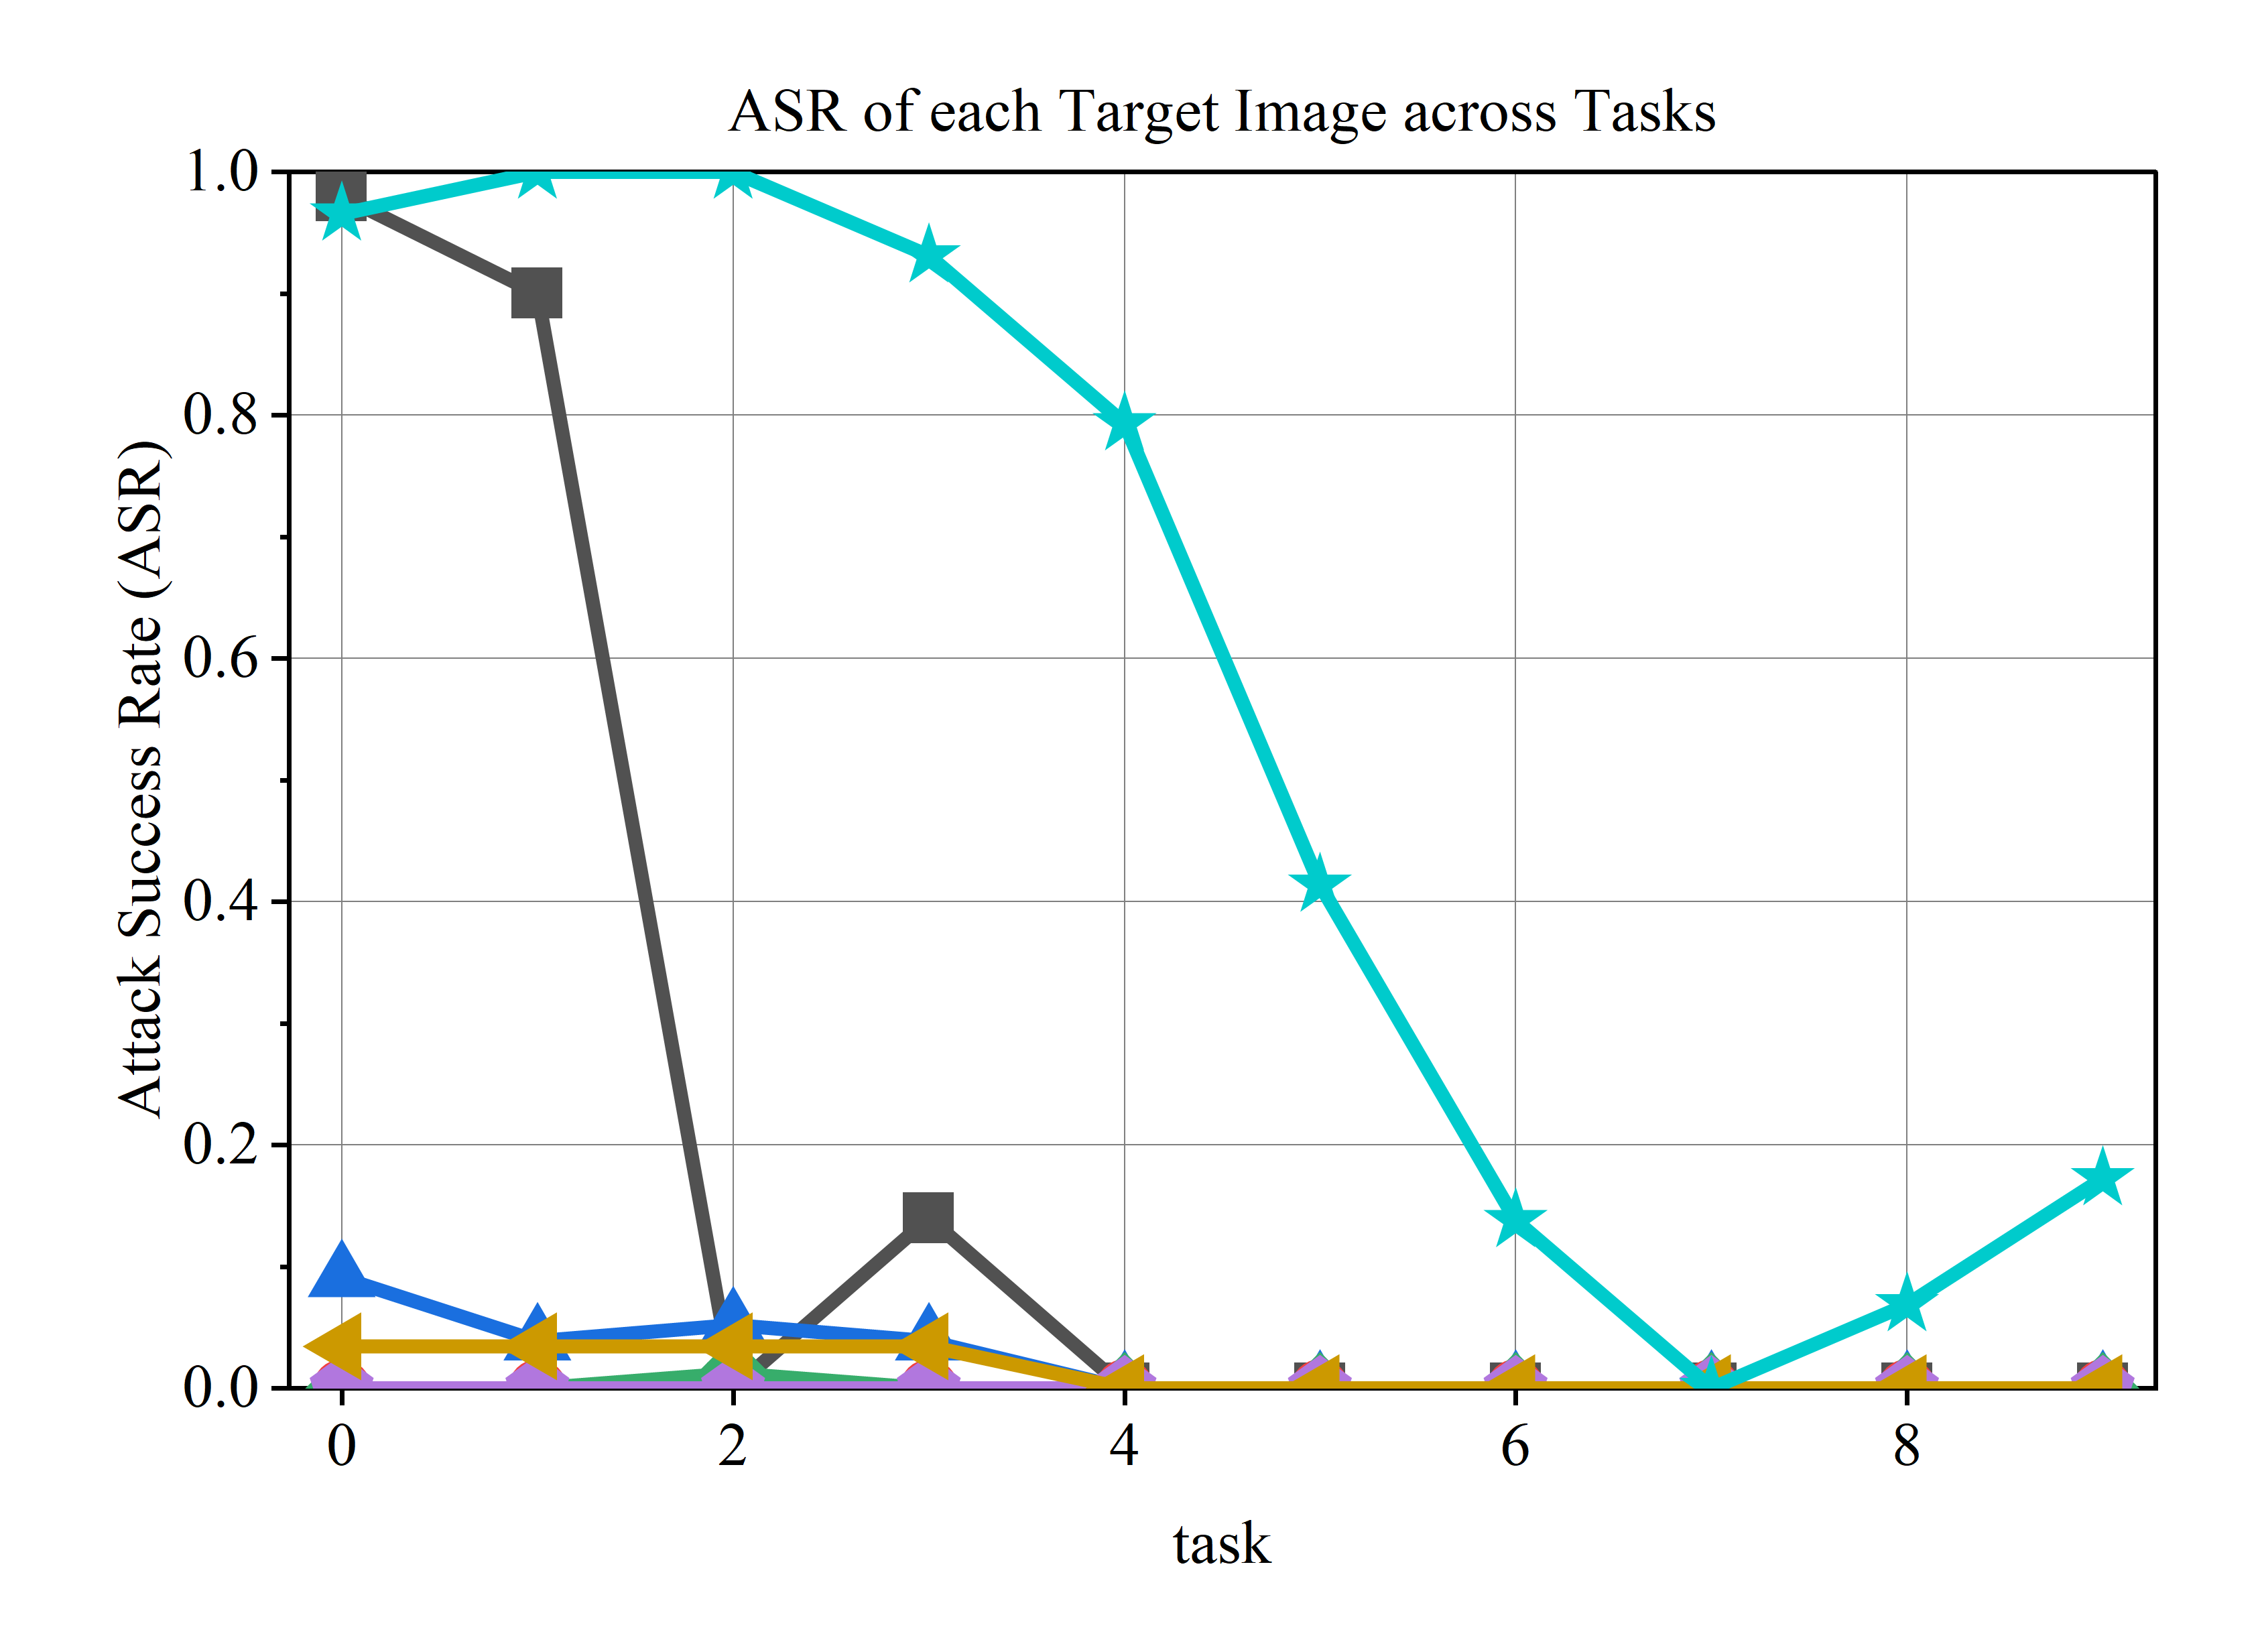 ASR of each Target Image across Tasks
1.0
0.8
0.6
0.4
0.2
0.0
Attack Success Rate (ASR)
0 2 4 6 8
task